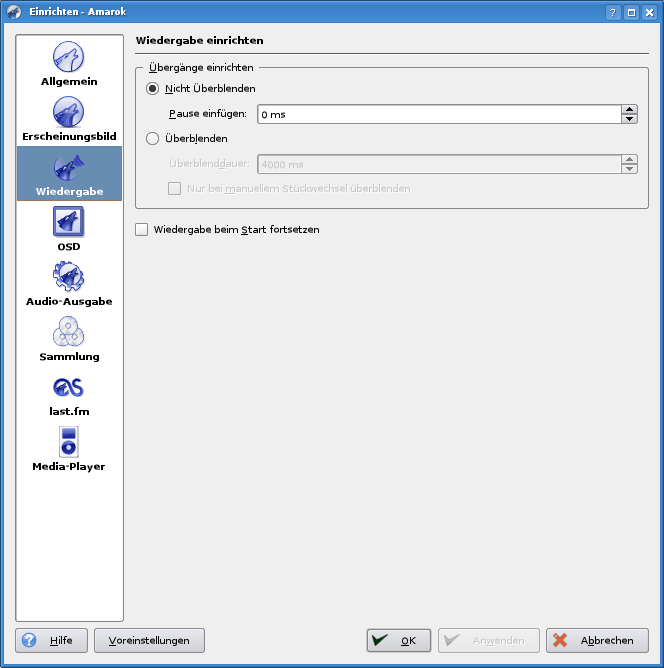 Einrichten - Amarok
Allgemein
Erscheinungsbild
Wiedergabe
OSD
Audio-Ausgabe
Sammlung
last.fm
Media-Player
Wiedergabe einrichten
Übergänge einrichten
Nicht Überblenden
Pause einfügen: 0 ms
Überblenden
Überblenddauer: 4000 ms
Nur bei manuellem Stückwechsel überblenden
Wiedergabe beim Start fortsetzen
Hilfe Voreinstellungen OK Anwenden Abbrechen